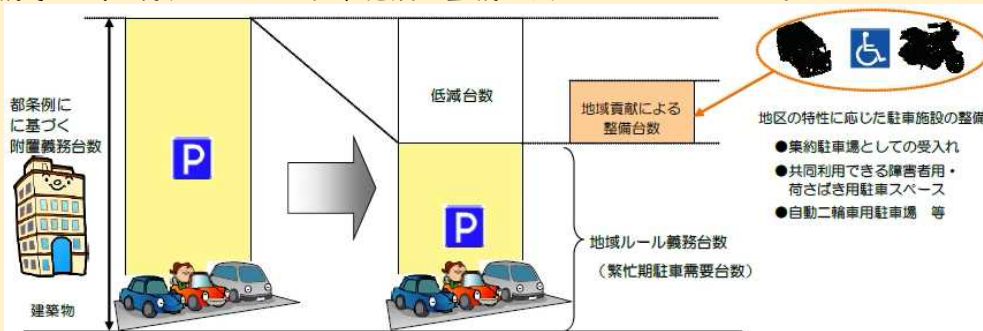 都条例に
に基づく
附置義務台数
建築物
P
低減台数
P
地域貢献による
整備台数
地域ルール義務台数
（繁忙期駐車需要台数）
地区の特性に応じた駐車施設の整備
●集約駐車場としての受入れ
●共同利用できる障害者用・
荷さばき用駐車スペース
●自動二輪車用駐車場　等